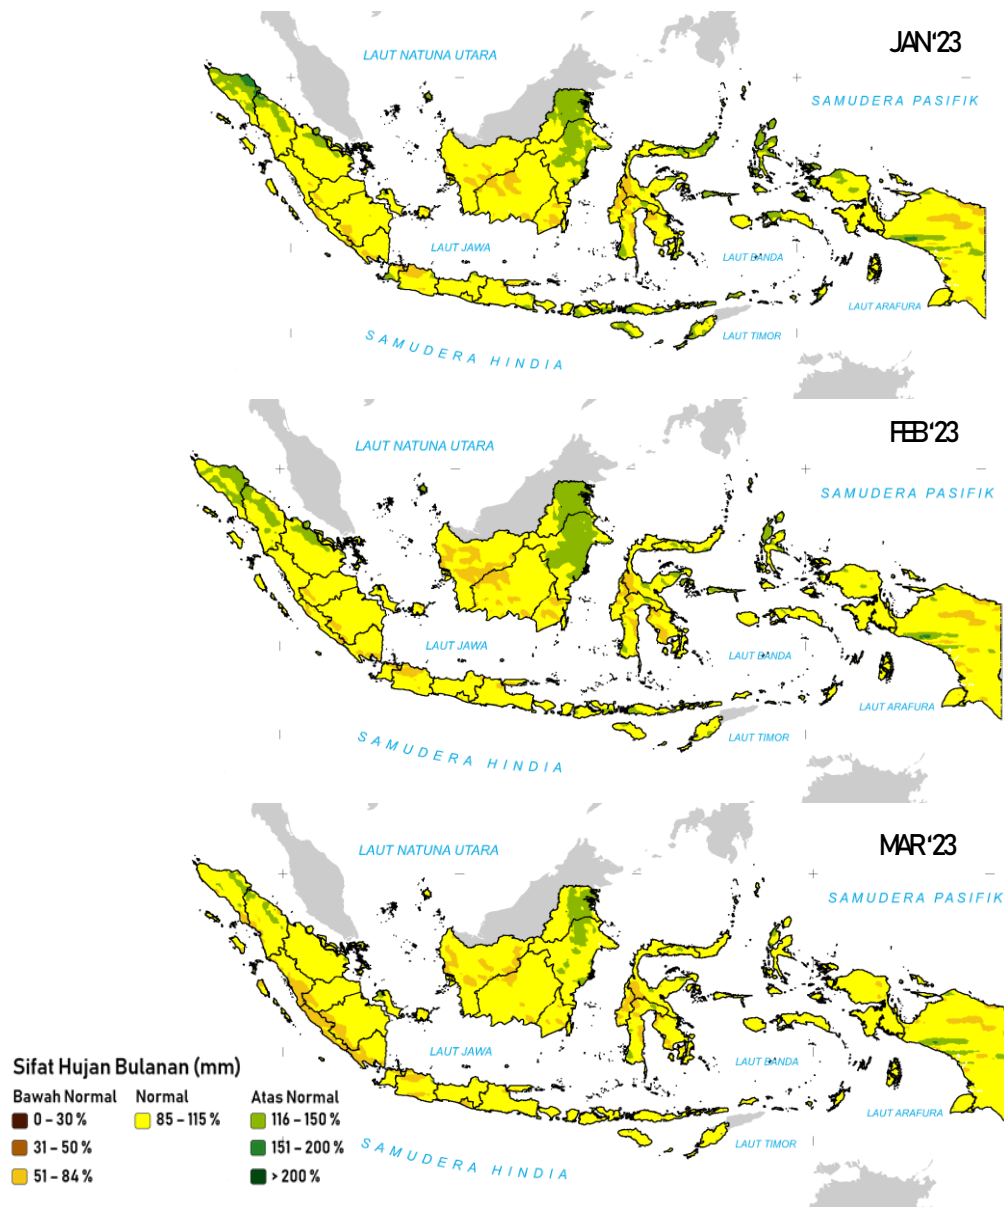 JAN'23
LAUT NATUNA UTARA
SAMUDERA PASIFIK
LAUT JAWA
LAUT BANDA
LAUT ARAFURA
LAUT TIMOR
SAMUDERA HINDIA
FEB'23
LAUT NATUNA UTARA
SAMUDERA PASIFIK
LAUT JAWA
LAUT BANDA
LAUT ARAFURA
LAUT TIMOR
SAMUDERA HINDIA
MAR'23
LAUT NATUNA UTARA
SAMUDERA PASIFIK
LAUT JAWA
LAUT BANDA
LAUT ARAFURA
LAUT TIMOR
SAMUDERA HINDIA
Sifat Hujan Bulanan (mm)
Bawah Normal Normal Atas Normal
0 – 30 % 85 – 115 % 116 – 150 %
31 – 50 % 151 – 200 %
51 – 84 % > 200 %